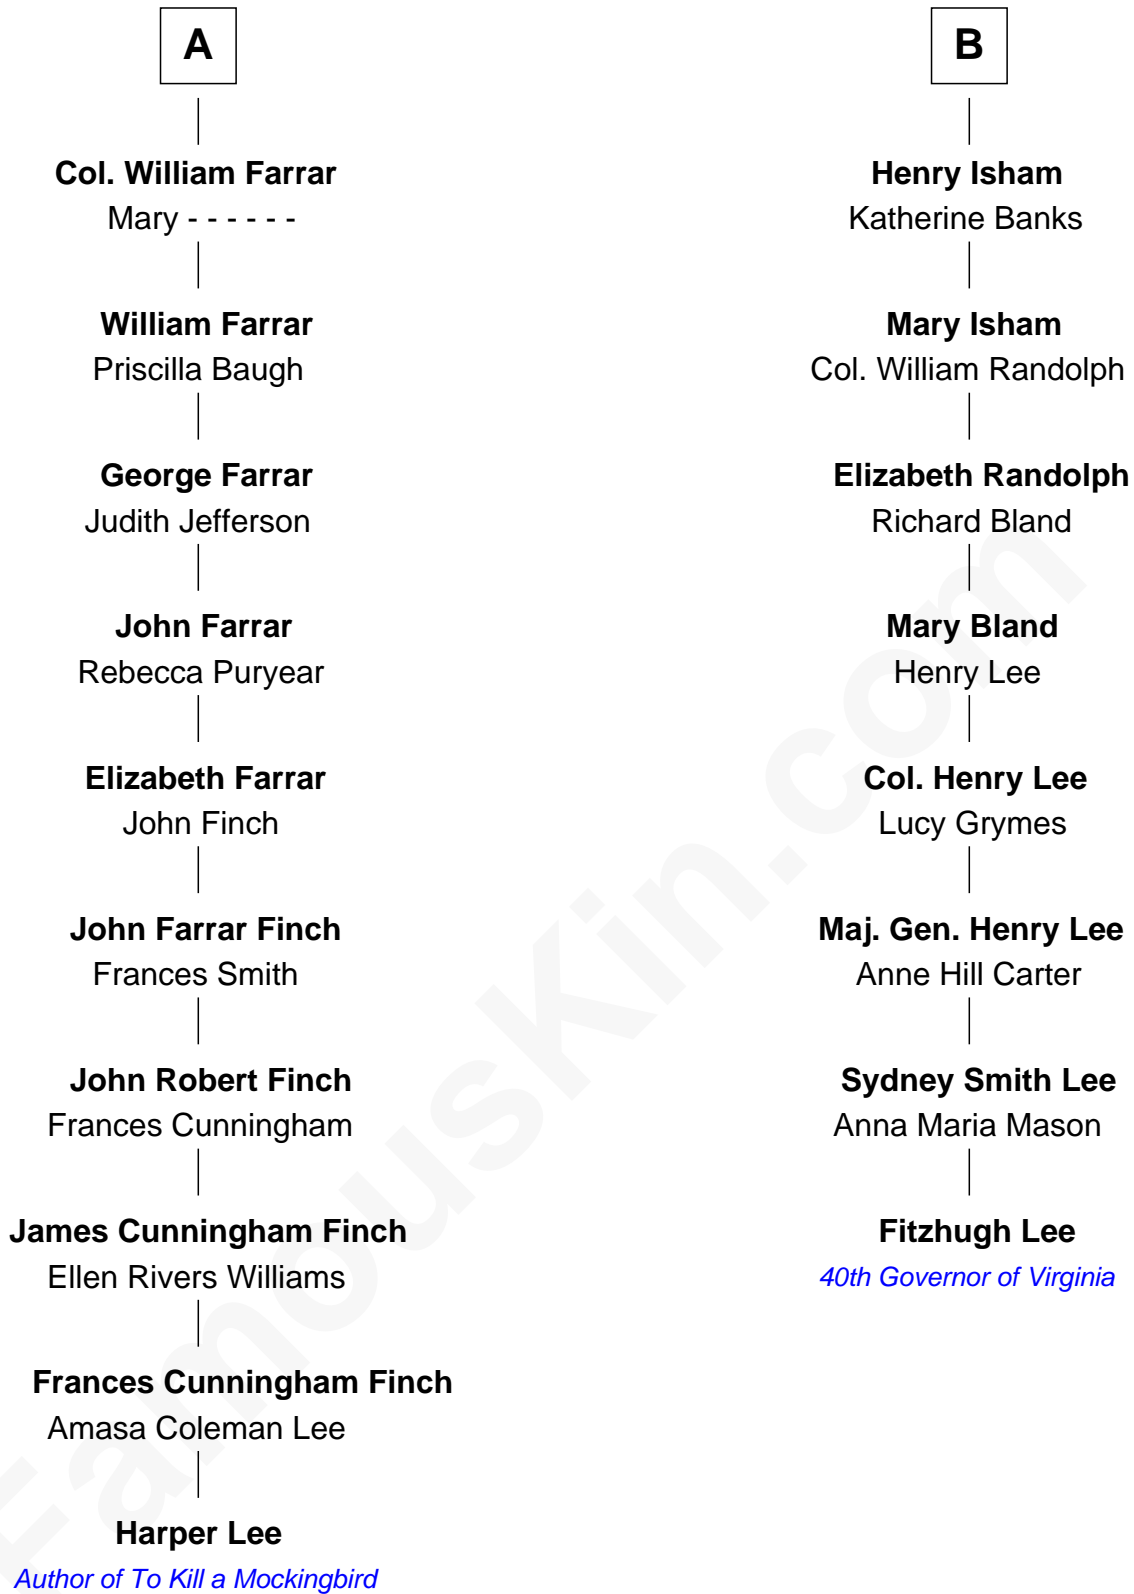 A
Col. William Farrar
Mary - - - - - -
William Farrar
Priscilla Baugh
George Farrar
Judith Jefferson
John Farrar
Rebecca Puryear
Elizabeth Farrar
John Finch
John Farrar Finch
Frances Smith
John Robert Finch
Frances Cunningham
James Cunningham Finch
Ellen Rivers Williams
Frances Cunningham Finch
Amasa Coleman Lee
Harper Lee
Author of To Kill a Mockingbird
B
Henry Isham
Katherine Banks
Mary Isham
Col. William Randolph
Elizabeth Randolph
Richard Bland
Mary Bland
Henry Lee
Col. Henry Lee
Lucy Grymes
Maj. Gen. Henry Lee
Anne Hill Carter
Sydney Smith Lee
Anna Maria Mason
Fitzhugh Lee
40th Governor of Virginia
FamousKin.com